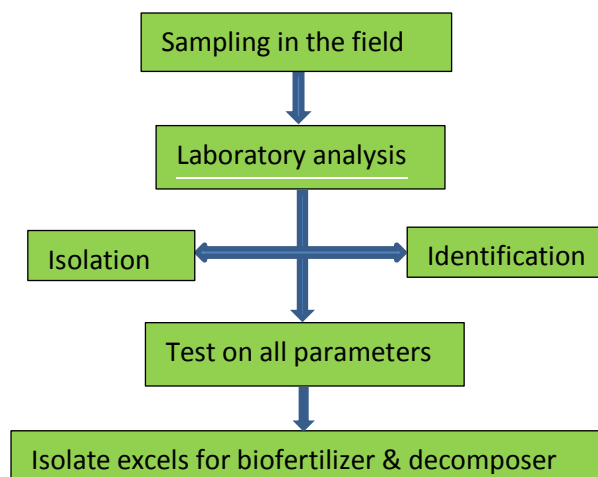 Sampling in the field
Laboratory analysis
Isolation
Identification
Test on all parameters
Isolate excels for biofertilizer & decomposer